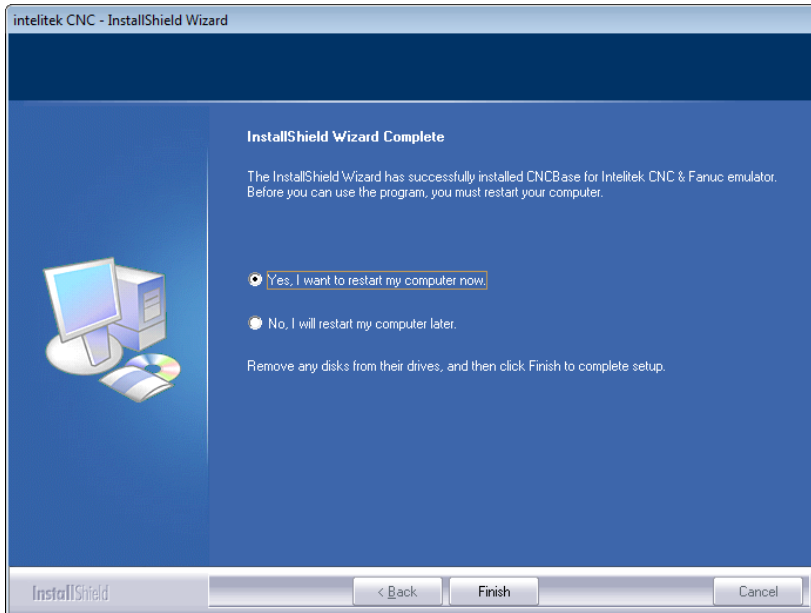 intelitek CNC - InstallShield Wizard
InstallShield Wizard Complete
The InstallShield Wizard has successfully installed CNCBase for Intelitek CNC & Fanuc emulator.
Before you can use the program, you must restart your computer.
Yes, I want to restart my computer now.
No, I will restart my computer later.
Remove any disks from their drives, and then click Finish to complete setup.
InstallShield
< Back
Finish
Cancel